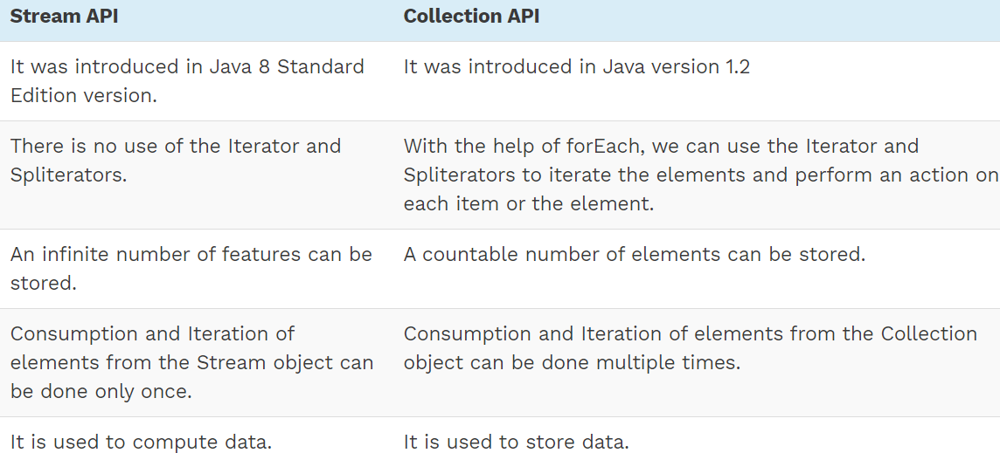 Stream API
Collection API
It was introduced in Java 8 Standard
Edition version.
It was introduced in Java version 1.2
There is no use of the Iterator and
Spliterators.
With the help of forEach, we can use the Iterator and
Spliterators to iterate the elements and perform an action on
each item or the element.
An infinite number of features can be
stored.
A countable number of elements can be stored.
Consumption and Iteration of
elements from the Stream object can
be done only once.
Consumption and Iteration of elements from the Collection
object can be done multiple times.
It is used to compute data.
It is used to store data.